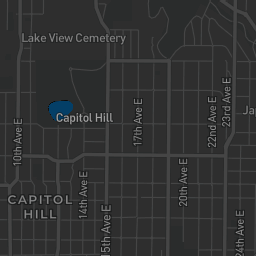 Lake View Cemetery
Capitol Hill
Ja
10th Ave E
17th Ave E
22nd Ave E
23rd Ave E
14th Ave E
20th Ave E
CAPITOL
HILL
15th Ave E
24th Ave E